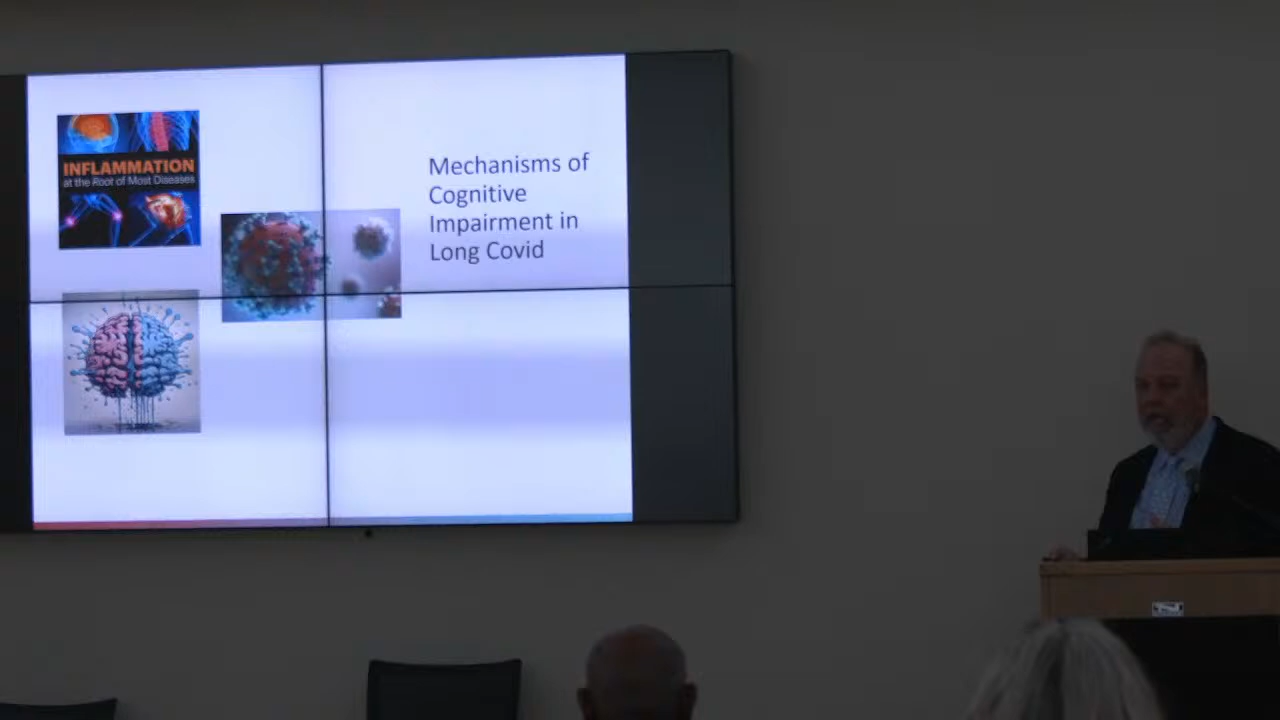 INFLAMMATION
at the Root of Most Diseases
Mechanisms of
Cognitive
Impairment in
Long Covid